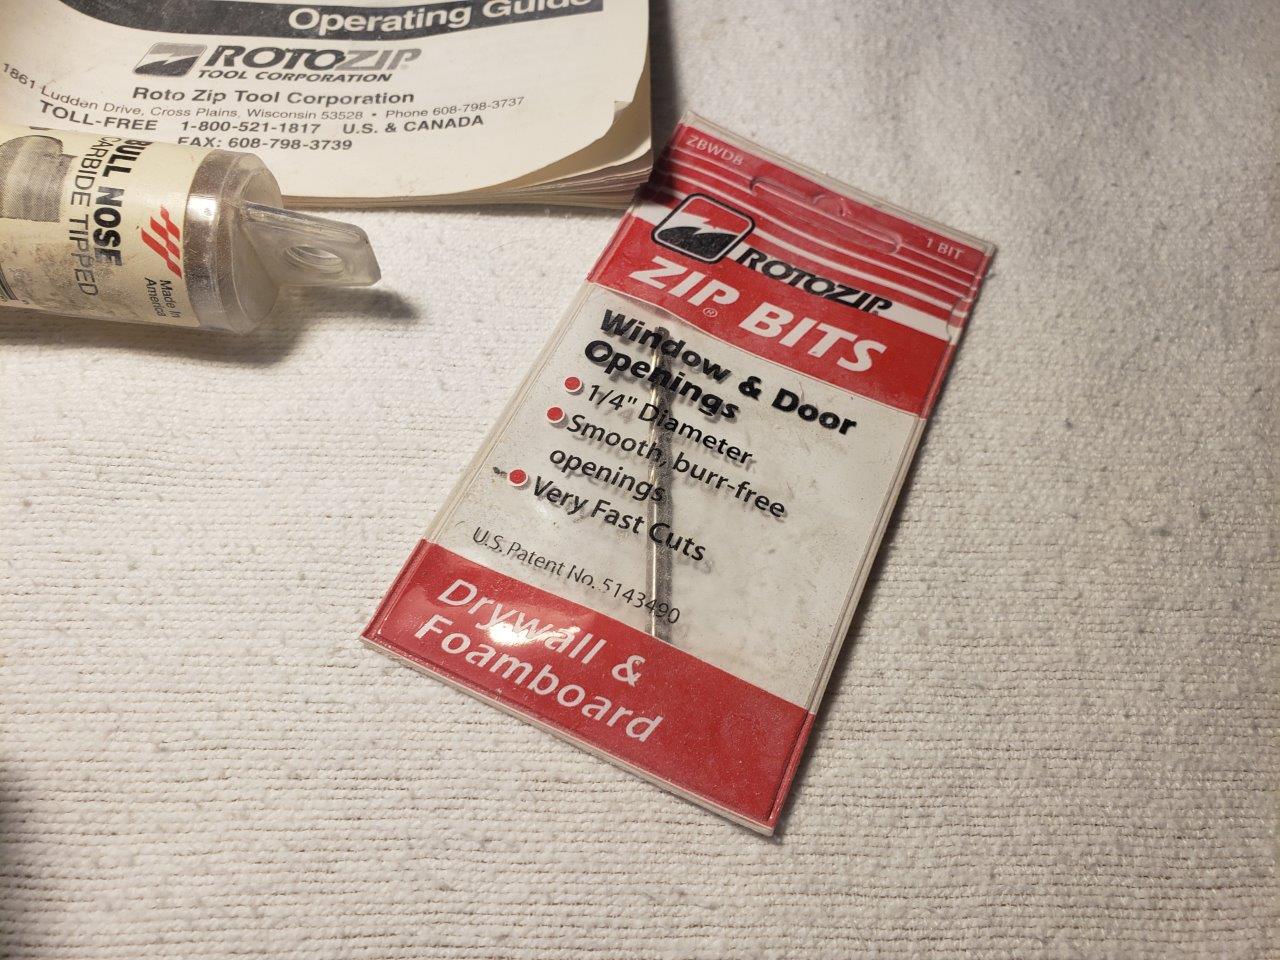 Operating Guide
ROTOZIP
TOOL CORPORATION
Roto Zip Tool Corporation
1861 Ludden Drive, Cross Plains, Wisconsin 53528 • Phone 608-798-3737
TOLL-FREE 1-800-521-1817 U.S. & CANADA
FAX: 608-798-3739
BULL NOSE
CARBIDE TIPPED
Made in
America
ZBWD8
1 BIT
ROTOZIP
ZIP® BITS
Window & Door
Openings
1/4" Diameter
Smooth, burr-free
openings
Very Fast Cuts
U.S. Patent No. 5143490
Drywall &
Foamboard